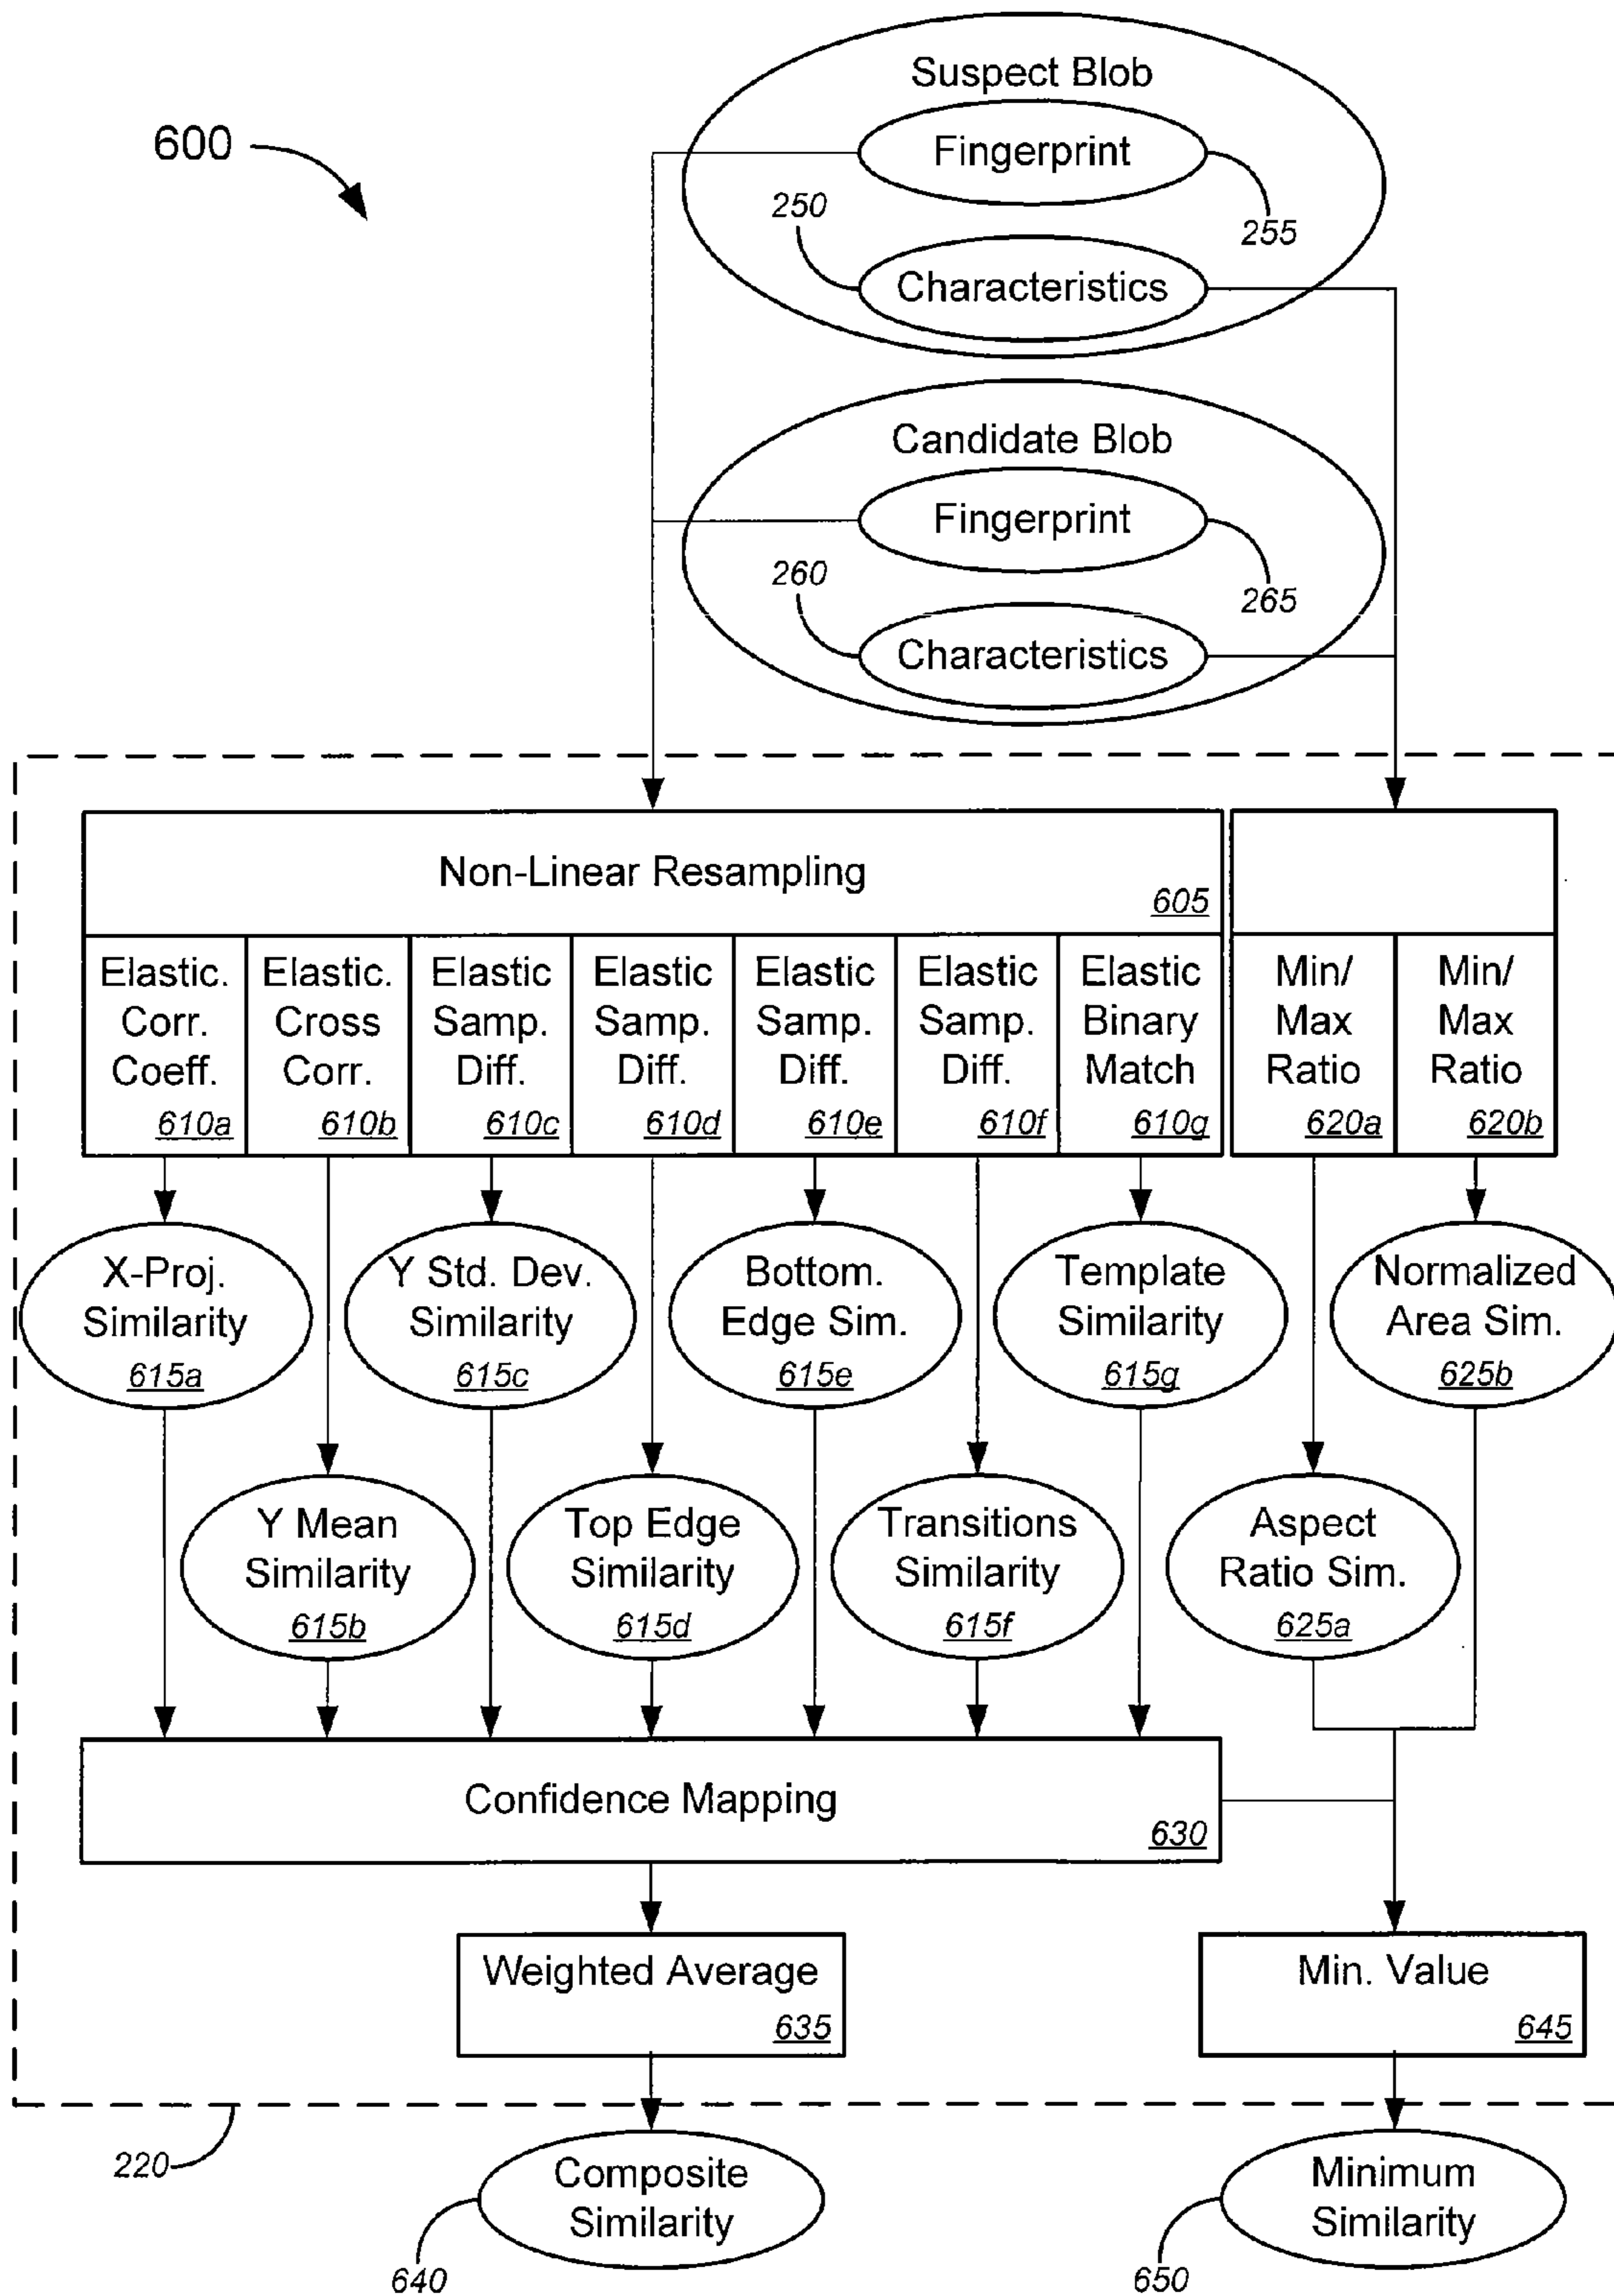 600
Suspect Blob
Fingerprint
255
250
Characteristics
Candidate Blob
Fingerprint
265
260
Characteristics
Non-Linear Resampling
605
Elastic.
Corr.
Coeff.
610a
Elastic.
Cross
Corr.
610b
Elastic
Samp.
Diff.
610c
Elastic
Samp.
Diff.
610d
Elastic
Samp.
Diff.
610e
Elastic
Samp.
Diff.
610f
Elastic
Binary
Match
610g
Min/
Max
Ratio
620a
Min/
Max
Ratio
620b
X-Proj.
Similarity
615a
Y Std. Dev.
Similarity
615c
Bottom.
Edge Sim.
615e
Template
Similarity
615g
Normalized
Area Sim.
625b
Y Mean
Similarity
615b
Top Edge
Similarity
615d
Transitions
Similarity
615f
Aspect
Ratio Sim.
625a
Confidence Mapping
630
Weighted Average
635
Min. Value
645
220
Composite
Similarity
640
Minimum
Similarity
650